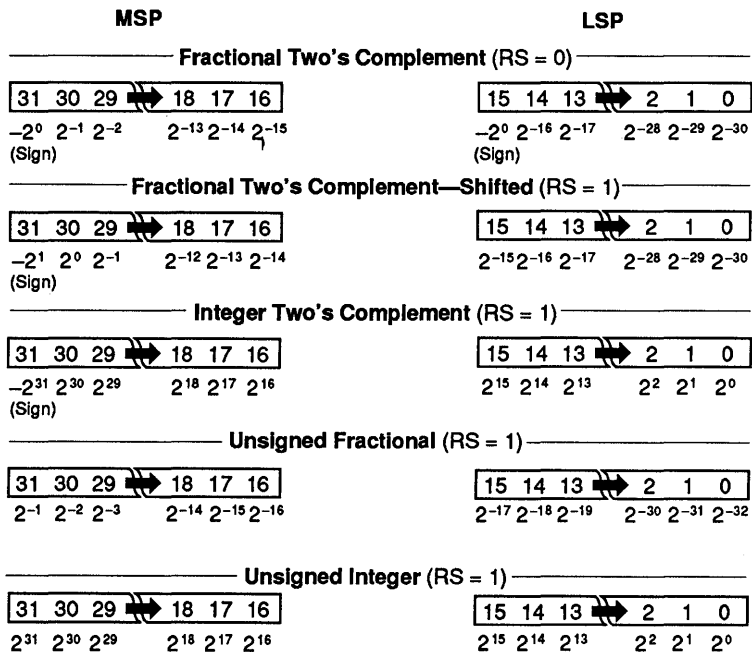 MSP LSP
Fractional Two's Complement (RS = 0)
31 30 29 18 17 16 15 14 13 2 1 0
–2⁰ 2⁻¹ 2⁻² 2⁻¹³ 2⁻¹⁴ 2⁻¹⁵ –2⁰ 2⁻¹⁶ 2⁻¹⁷ 2⁻²⁸ 2⁻²⁹ 2⁻³⁰
(Sign) (Sign)
Fractional Two's Complement—Shifted (RS = 1)
31 30 29 18 17 16 15 14 13 2 1 0
–2¹ 2⁰ 2⁻¹ 2⁻¹² 2⁻¹³ 2⁻¹⁴ 2⁻¹⁵ 2⁻¹⁶ 2⁻¹⁷ 2⁻²⁸ 2⁻²⁹ 2⁻³⁰
(Sign)
Integer Two's Complement (RS = 1)
31 30 29 18 17 16 15 14 13 2 1 0
–2³¹ 2³⁰ 2²⁹ 2¹⁸ 2¹⁷ 2¹⁶ 2¹⁵ 2¹⁴ 2¹³ 2² 2¹ 2⁰
(Sign)
Unsigned Fractional (RS = 1)
31 30 29 18 17 16 15 14 13 2 1 0
2⁻¹ 2⁻² 2⁻³ 2⁻¹⁴ 2⁻¹⁵ 2⁻¹⁶ 2⁻¹⁷ 2⁻¹⁸ 2⁻¹⁹ 2⁻³⁰ 2⁻³¹ 2⁻³²
Unsigned Integer (RS = 1)
31 30 29 18 17 16 15 14 13 2 1 0
2³¹ 2³⁰ 2²⁹ 2¹⁸ 2¹⁷ 2¹⁶ 2¹⁵ 2¹⁴ 2¹³ 2² 2¹ 2⁰